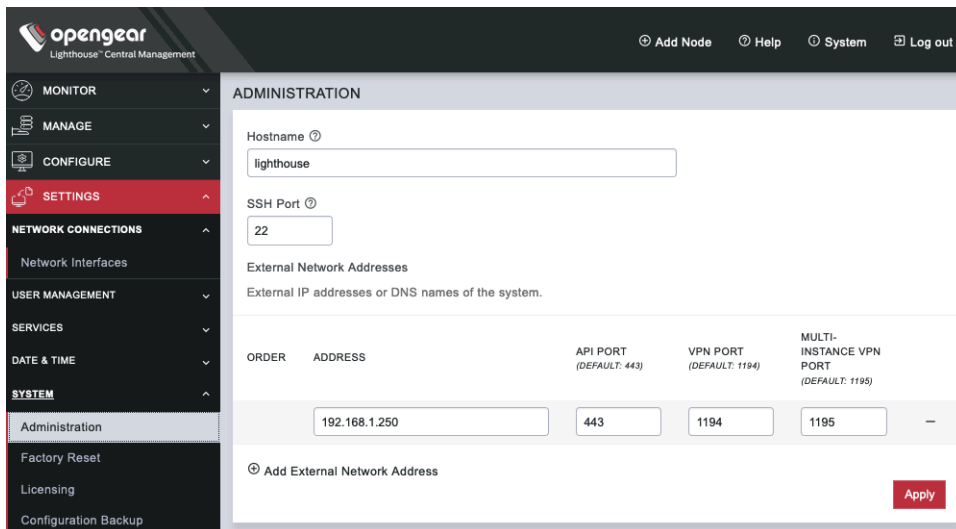 opengear
Lighthouse™ Central Management
Add Node
Help
System
Log out
MONITOR
MANAGE
CONFIGURE
SETTINGS
NETWORK CONNECTIONS
Network Interfaces
USER MANAGEMENT
SERVICES
DATE & TIME
SYSTEM
Administration
Factory Reset
Licensing
Configuration Backup
ADMINISTRATION
Hostname
lighthouse
SSH Port
22
External Network Addresses
External IP addresses or DNS names of the system.
ORDER
ADDRESS
API PORT
(DEFAULT: 443)
VPN PORT
(DEFAULT: 1194)
MULTI-
INSTANCE VPN
PORT
(DEFAULT: 1195)
192.168.1.250
443
1194
1195
Add External Network Address
Apply